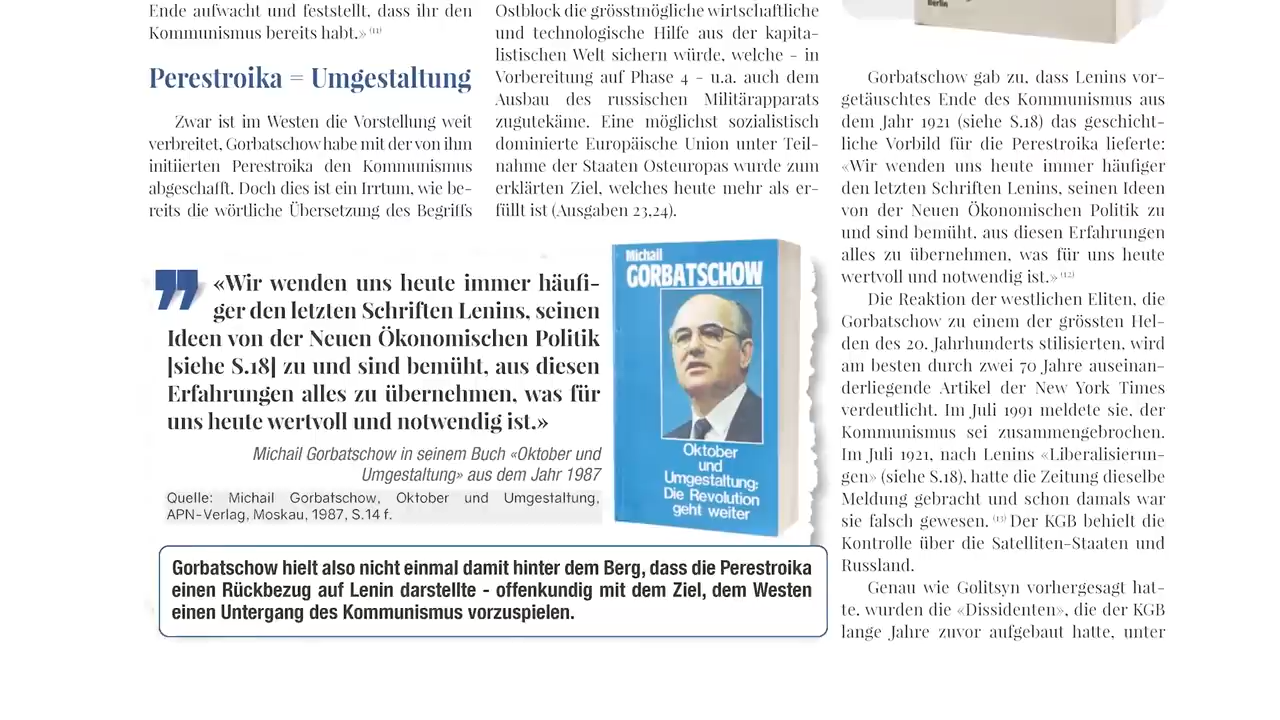 Ende aufwacht und feststellt, dass ihr den
Kommunismus bereits habt.» (11)
Perestroika = Umgestaltung
Zwar ist im Westen die Vorstellung weit
verbreitet, Gorbatschow habe mit der von ihm
initiierten Perestroika den Kommunismus
abgeschafft. Doch dies ist ein Irrtum, wie be-
reits die wörtliche Übersetzung des Begriffs
Ostblock die grösstmögliche wirtschaftliche
und technologische Hilfe aus der kapita-
listischen Welt sichern würde, welche - in
Vorbereitung auf Phase 4 - u.a. auch dem
Ausbau des russischen Militärapparats
zugutekäme. Eine möglichst sozialistisch
dominierte Europäische Union unter Teil-
nahme der Staaten Osteuropas wurde zum
erklärten Ziel, welches heute mehr als er-
füllt ist (Ausgaben 23,24).
«Wir wenden uns heute immer häufi-
ger den letzten Schriften Lenins, seinen
Ideen von der Neuen Ökonomischen Politik
[siehe S.18] zu und sind bemüht, aus diesen
Erfahrungen alles zu übernehmen, was für
uns heute wertvoll und notwendig ist.»
Michail Gorbatschow in seinem Buch «Oktober und
Umgestaltung» aus dem Jahr 1987
Quelle: Michail Gorbatschow, Oktober und Umgestaltung,
APN-Verlag, Moskau, 1987, S.14 f.
Michail
GORBATSCHOW
Oktober
und
Umgestaltung:
Die Revolution
geht weiter
Gorbatschow hielt also nicht einmal damit hinter dem Berg, dass die Perestroika
einen Rückbezug auf Lenin darstellte - offenkundig mit dem Ziel, dem Westen
einen Untergang des Kommunismus vorzuspielen.
Berlin
Gorbatschow gab zu, dass Lenins vor-
getäuschtes Ende des Kommunismus aus
dem Jahr 1921 (siehe S.18) das geschicht-
liche Vorbild für die Perestroika lieferte:
«Wir wenden uns heute immer häufiger
den letzten Schriften Lenins, seinen Ideen
von der Neuen Ökonomischen Politik zu
und sind bemüht, aus diesen Erfahrungen
alles zu übernehmen, was für uns heute
wertvoll und notwendig ist.» (12)
Die Reaktion der westlichen Eliten, die
Gorbatschow zu einem der grössten Hel-
den des 20. Jahrhunderts stilisierten, wird
am besten durch zwei 70 Jahre auseinan-
derliegende Artikel der New York Times
verdeutlicht. Im Juli 1991 meldete sie, der
Kommunismus sei zusammengebrochen.
Im Juli 1921, nach Lenins «Liberalisierun-
gen» (siehe S.18), hatte die Zeitung dieselbe
Meldung gebracht und schon damals war
sie falsch gewesen. (13) Der KGB behielt die
Kontrolle über die Satelliten-Staaten und
Russland.
Genau wie Golitsyn vorhergesagt hat-
te, wurden die «Dissidenten», die der KGB
lange Jahre zuvor aufgebaut hatte, unter